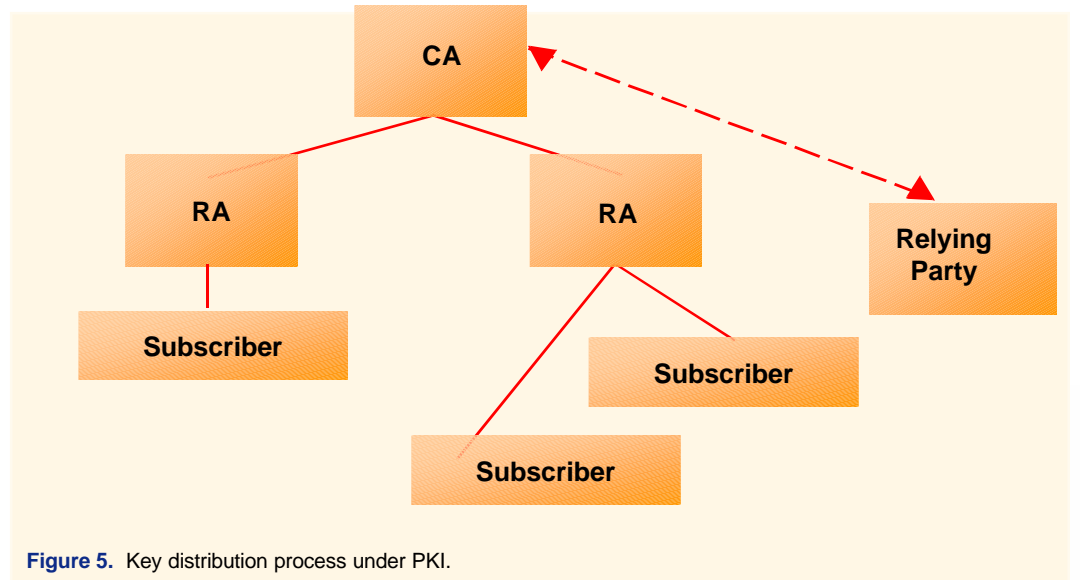 CA
RA
RA
Relying
Party
Subscriber
Subscriber
Subscriber
Figure 5. Key distribution process under PKI.